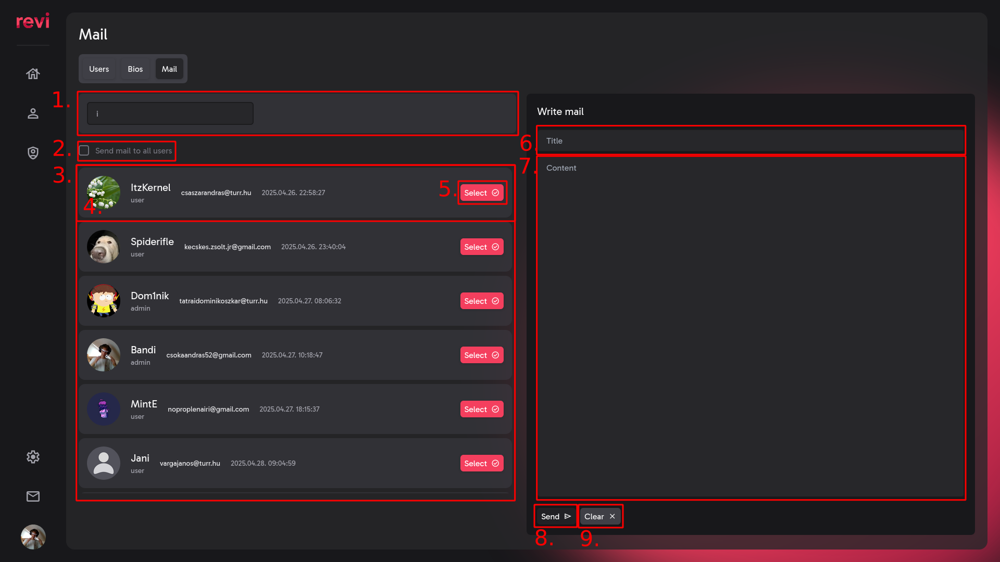 revi
Mail
Users Bios Mail
1.
i
2. Send mail to all users
3.
4.
ItzKernel
user
csaszarandras@turr.hu 2025.04.26. 22:58:27
5. Select
Spiderifle
user
kecskes.zsolt.jr@gmail.com 2025.04.26. 23:40:04
Select
Dom1nik
admin
tatraidominikoszkar@turr.hu 2025.04.27. 08:06:32
Select
Bandi
admin
csokaandras52@gmail.com 2025.04.27. 10:18:47
Select
MintE
user
noproplenairi@gmail.com 2025.04.27. 18:15:37
Select
Jani
user
vargajanos@turr.hu 2025.04.28. 09:04:59
Select
Write mail
6. Title
7. Content
Send Clear
8. 9.